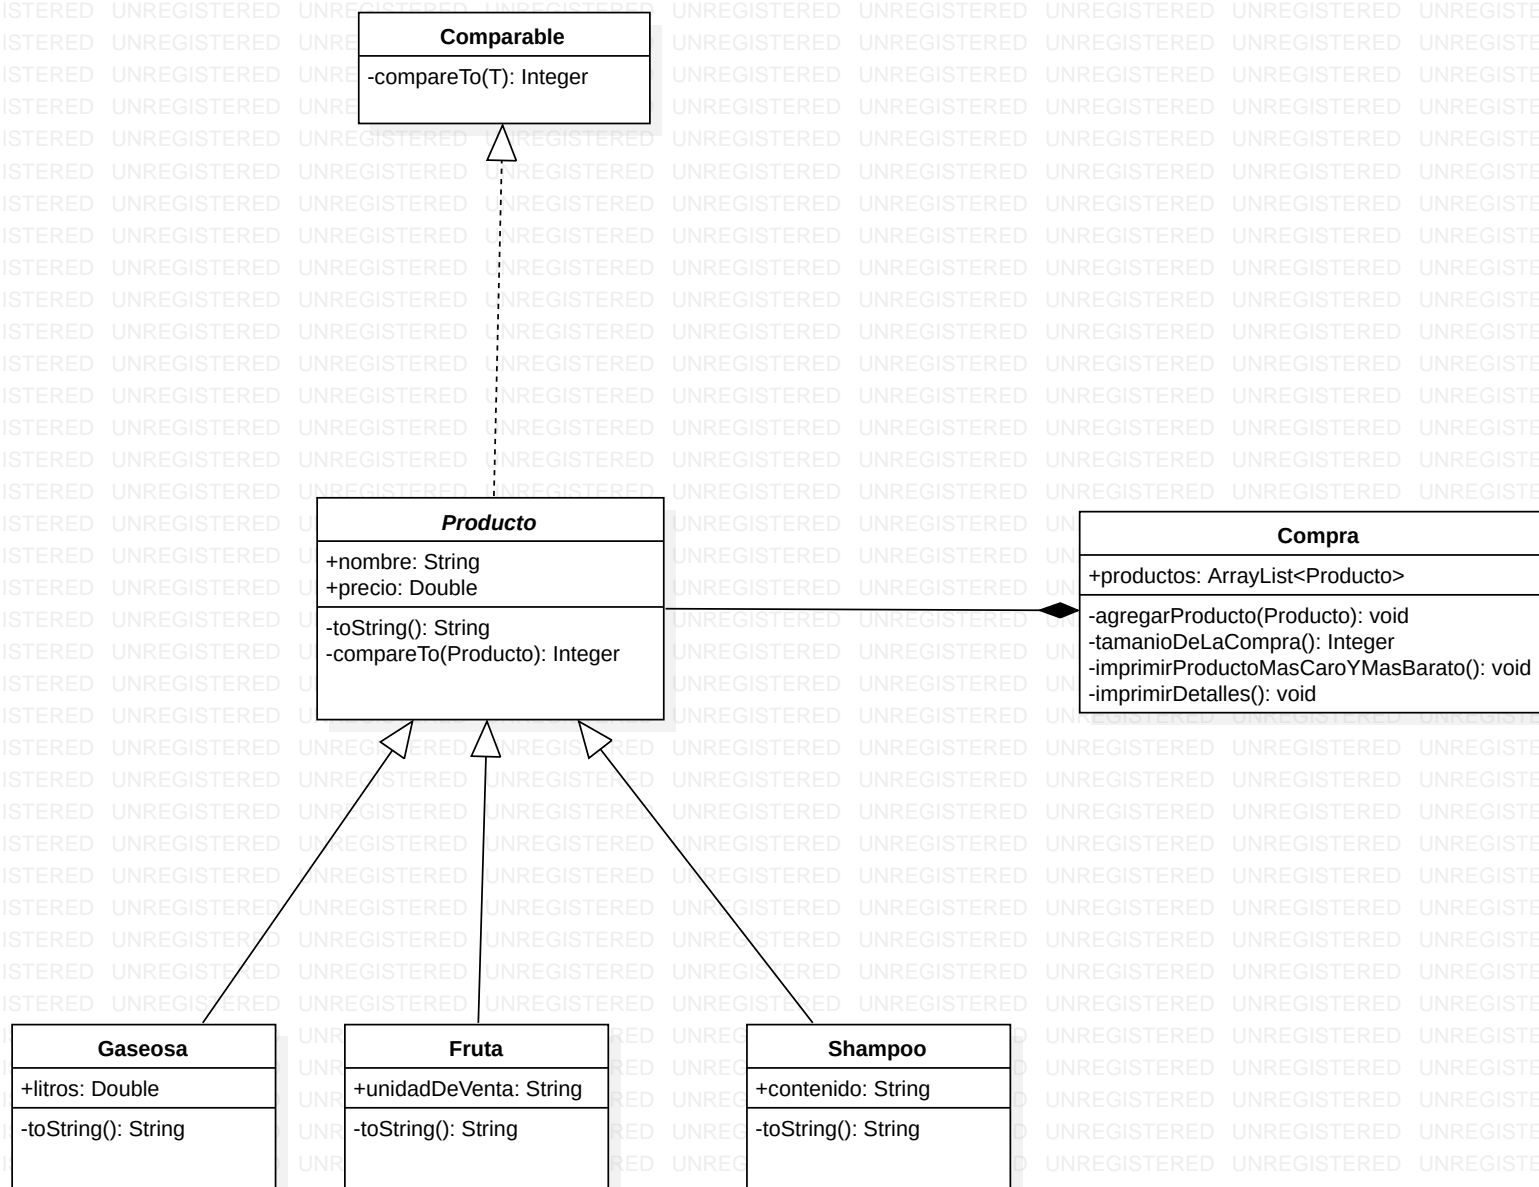 Comparable
-compareTo(T): Integer
Producto
+nombre: String
+precio: Double
-toString(): String
-compareTo(Producto): Integer
Compra
+productos: ArrayList<Producto>
-agregarProducto(Producto): void
-tamanioDeLaCompra(): Integer
-imprimirProductoMasCaroYMasBarato(): void
-imprimirDetalles(): void
Gaseosa
+litros: Double
-toString(): String
Fruta
+unidadDeVenta: String
-toString(): String
Shampoo
+contenido: String
-toString(): String
UNREGISTERED